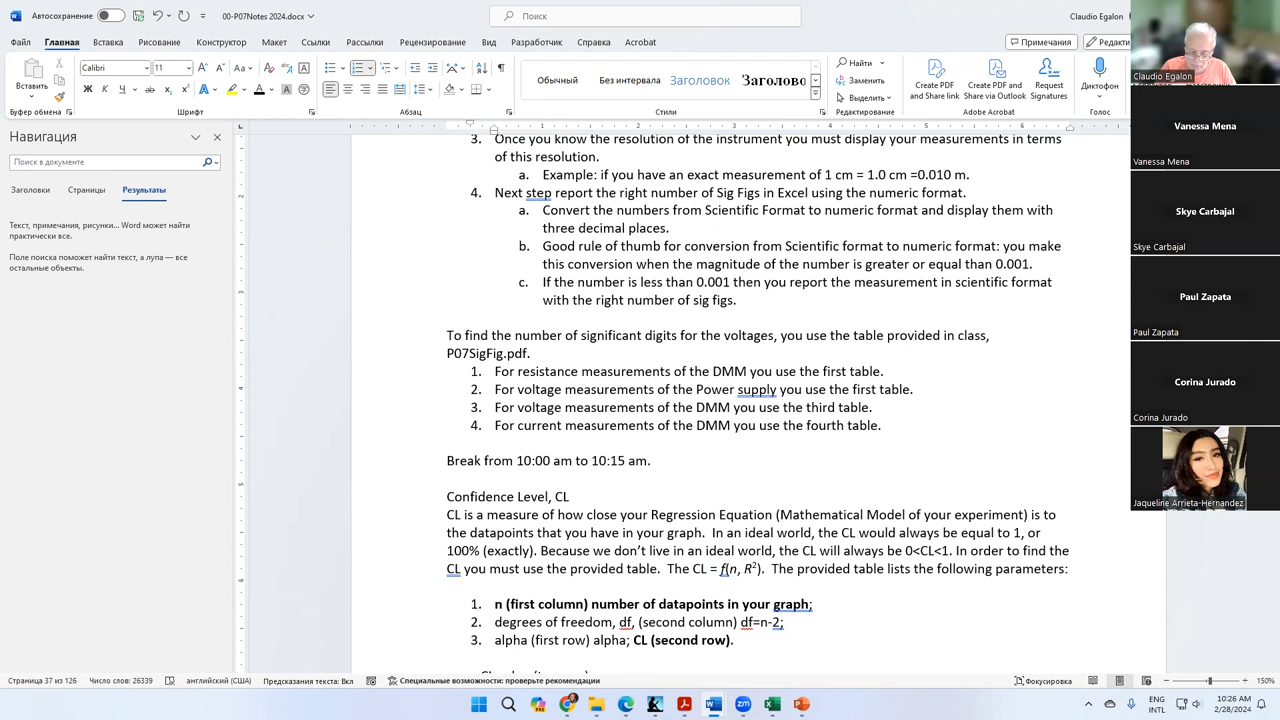 Автосохранение
00-P07Notes 2024.docx
Поиск
Claudio Egalon
Файл
Главная
Вставка
Рисование
Конструктор
Макет
Ссылки
Рассылки
Рецензирование
Вид
Разработчик
Справка
Acrobat
Примечания
Редакти
Вставить
Буфер обмена
Calibri
11
Шрифт
Абзац
Обычный
Без интервала
Заголовок
Заголово
Стили
Найти
Заменить
Выделить
Редактирование
Create PDF and Share link
Create PDF and Share via Outlook
Request Signatures
Adobe Acrobat
Диктофон
Голос
Навигация
Поиск в документе
Заголовки
Страницы
Результаты
Текст, примечания, рисунки... Word может найти
практически все.
Поле поиска поможет найти текст, а лупа — все
остальные объекты.
3. Once you know the resolution of the instrument you must display your measurements in terms
of this resolution.
a. Example: if you have an exact measurement of 1 cm = 1.0 cm =0.010 m.
4. Next step report the right number of Sig Figs in Excel using the numeric format.
a. Convert the numbers from Scientific Format to numeric format and display them with
three decimal places.
b. Good rule of thumb for conversion from Scientific format to numeric format: you make
this conversion when the magnitude of the number is greater or equal than 0.001.
c. If the number is less than 0.001 then you report the measurement in scientific format
with the right number of sig figs.
To find the number of significant digits for the voltages, you use the table provided in class,
P07SigFig.pdf.
1. For resistance measurements of the DMM you use the first table.
2. For voltage measurements of the Power supply you use the first table.
3. For voltage measurements of the DMM you use the third table.
4. For current measurements of the DMM you use the fourth table.
Break from 10:00 am to 10:15 am.
Confidence Level, CL
CL is a measure of how close your Regression Equation (Mathematical Model of your experiment) is to
the datapoints that you have in your graph. In an ideal world, the CL would always be equal to 1, or
100% (exactly). Because we don't live in an ideal world, the CL will always be 0<CL<1. In order to find the
CL you must use the provided table. The CL = f(n, R²). The provided table lists the following parameters:
1. n (first column) number of datapoints in your graph;
2. degrees of freedom, df, (second column) df=n-2;
3. alpha (first row) alpha; CL (second row).
Claudio Egalon
Vanessa Mena
Vanessa Mena
Skye Carbajal
Skye Carbajal
Paul Zapata
Paul Zapata
Corina Jurado
Corina Jurado
Jaqueline Arrieta-Hernandez
Страница 37 из 126
Число слов: 26339
английский (США)
Предсказания текста: Вкл
Специальные возможности: проверьте рекомендации
Фокусировка
150%
ENG
INTL
10:26 AM
2/28/2024